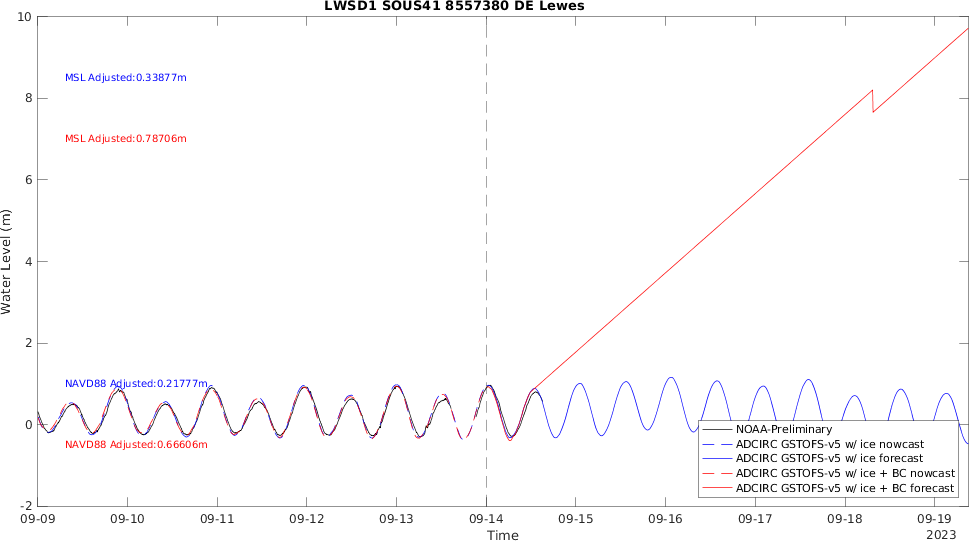 LWSD1 SOUS41 8557380 DE Lewes
10
8
6
4
2
0
-2
Water Level (m)
MSL Adjusted:0.33877m
MSL Adjusted:0.78706m
NAVD88 Adjusted:0.21777m
NAVD88 Adjusted:0.66606m
NOAA-Preliminary
ADCIRC GSTOFS-v5 w/ ice nowcast
ADCIRC GSTOFS-v5 w/ ice forecast
ADCIRC GSTOFS-v5 w/ ice + BC nowcast
ADCIRC GSTOFS-v5 w/ ice + BC forecast
09-09 09-10 09-11 09-12 09-13 09-14 09-15 09-16 09-17 09-18 09-19
Time
2023